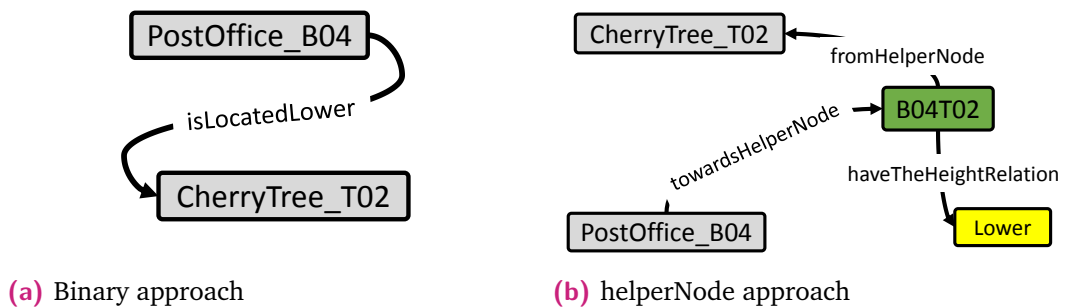 PostOffice_B04
isLocatedLower
CherryTree_T02
(a) Binary approach
CherryTree_T02
fromHelperNode
B04T02
towardsHelperNode
haveTheHeightRelation
PostOffice_B04
Lower
(b) helperNode approach